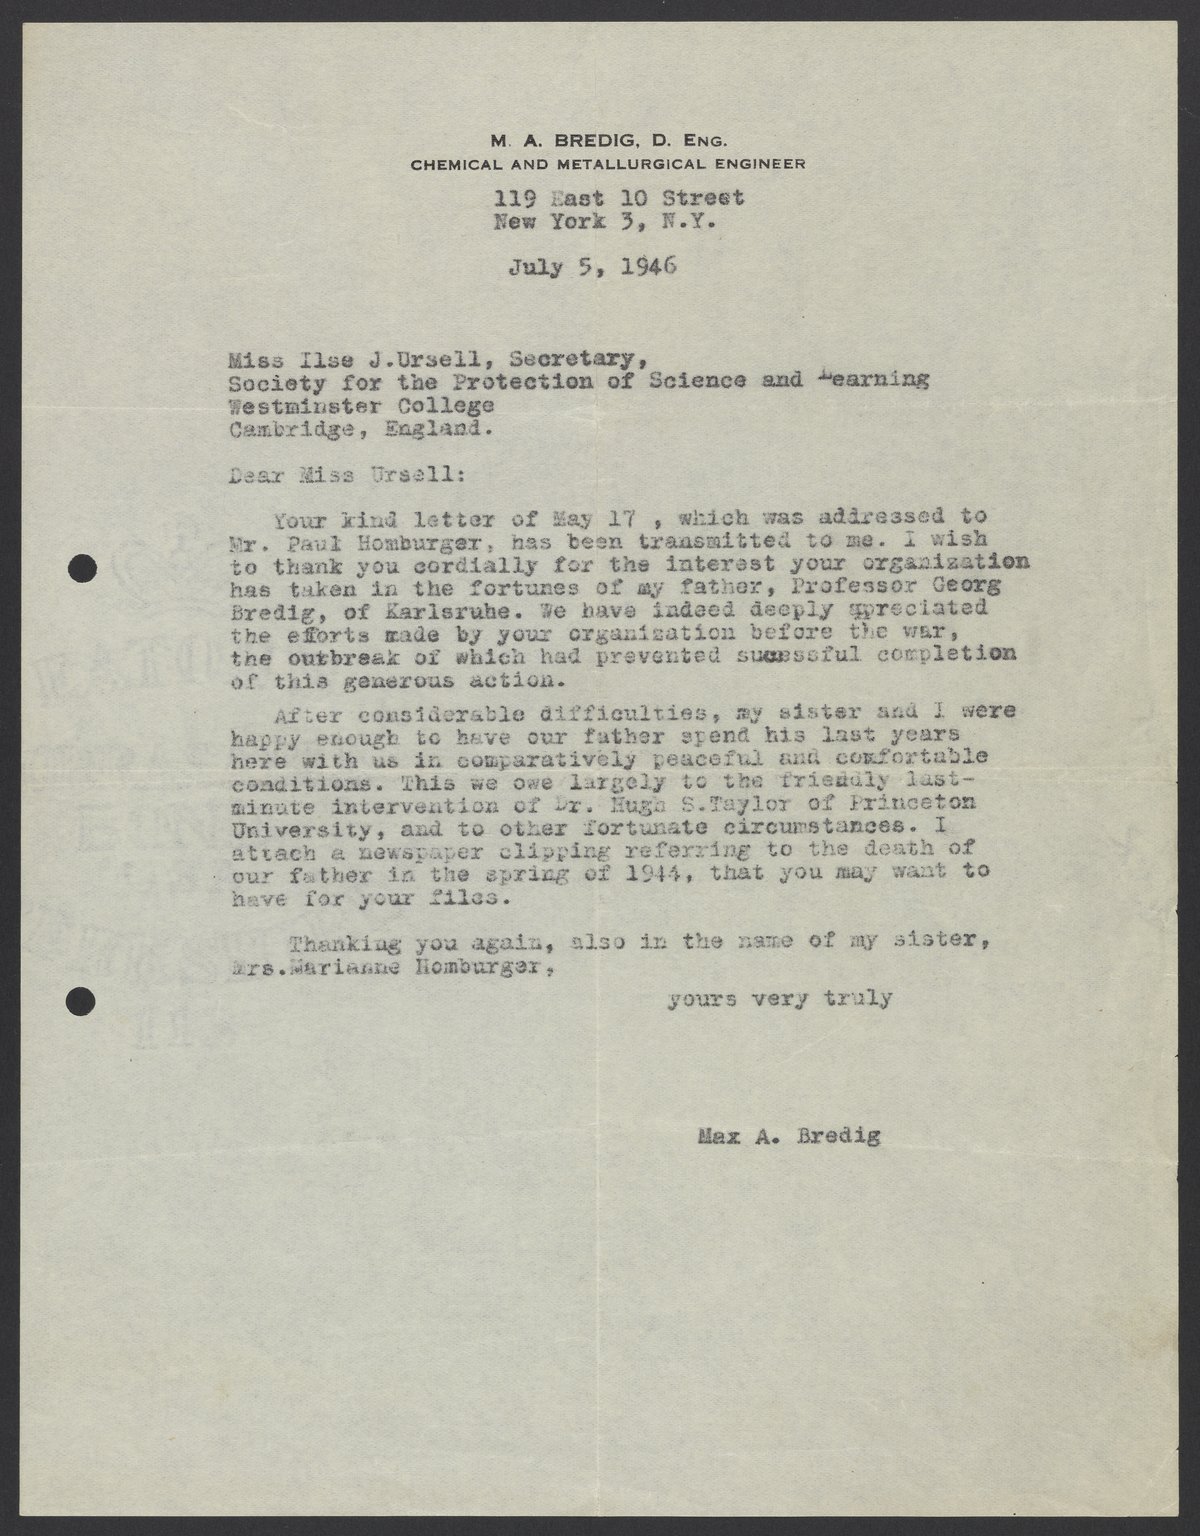 M. A. BREDIG, D. ENG.
CHEMICAL AND METALLURGICAL ENGINEER
119 East 10 Street
New York 3, N.Y.
July 5, 1946
Miss Ilse J.Ursell, Secretary,
Society for the Protection of Science and Learning
Westminster College
Cambridge, England.
Dear Miss Ursell:
Your kind letter of May 17 , which was addressed to
Mr. Paul Homburger, has been transmitted to me. I wish
to thank you cordially for the interest your organization
has taken in the fortunes of my father, Professor Georg
Bredig, of Karlsruhe. We have indeed deeply appreciated
the efforts made by your organization before the war,
the outbreak of which had prevented successful completion
of this generous action.
After considerable difficulties, my sister and I were
happy enough to have our father spend his last years
here with us in comparatively peaceful and comfortable
conditions. This we owe largely to the friendly last-
minute intervention of Dr. Hugh S.Taylor of Princeton
University, and to other fortunate circumstances. I
attach a newspaper clipping referring to the death of
our father in the spring of 1944, that you may want to
have for your files.
Thanking you again, also in the name of my sister,
Mrs.Marianne Homburger,
yours very truly
Max A. Bredig